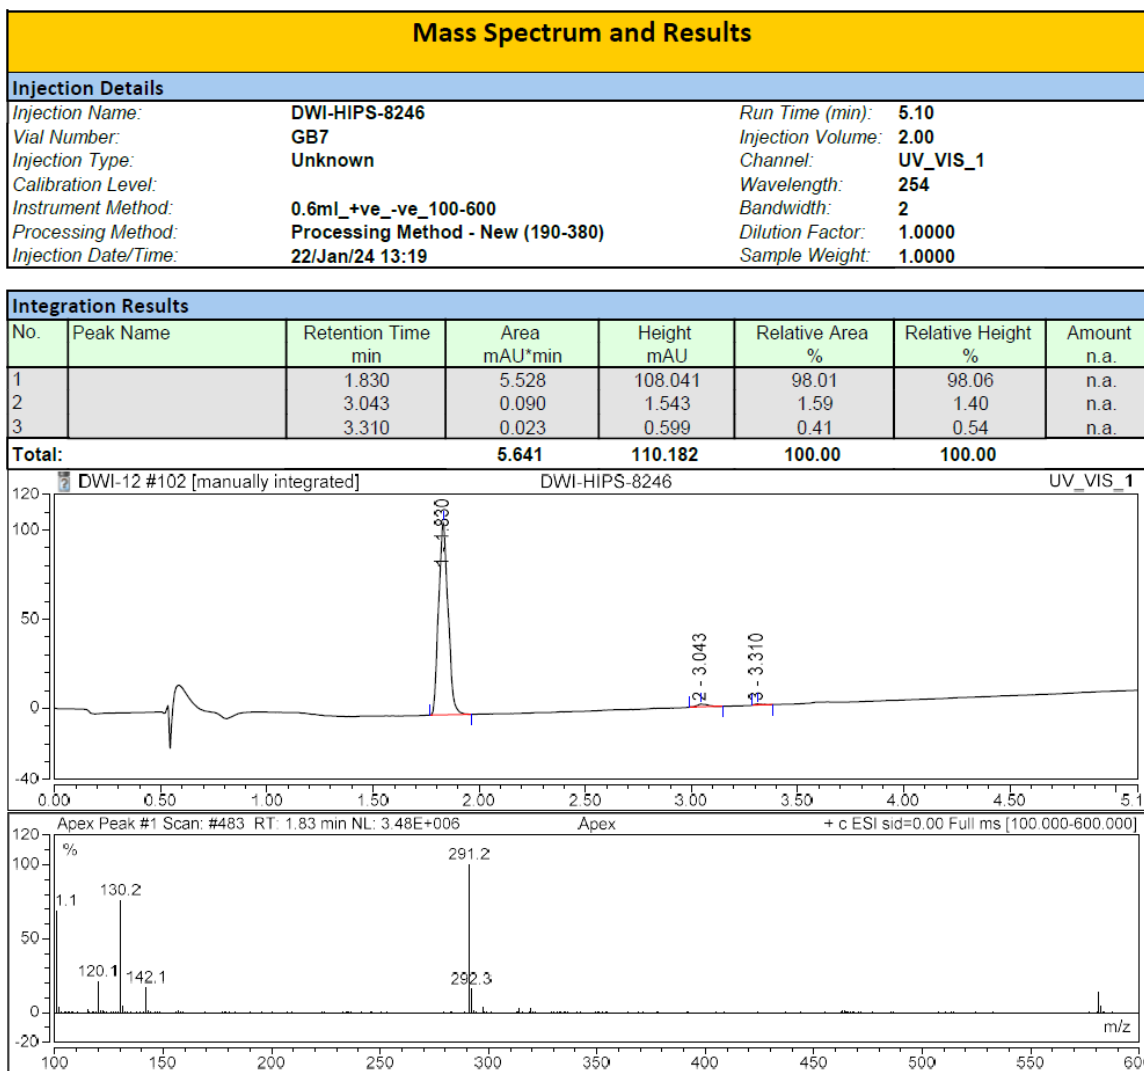 Mass Spectrum and Results
Injection Details
Injection Name: DWI-HIPS-8246 Run Time (min): 5.10
Vial Number: GB7 Injection Volume: 2.00
Injection Type: Unknown Channel: UV_VIS_1
Calibration Level: Wavelength: 254
Instrument Method: 0.6ml_+ve_-ve_100-600 Bandwidth: 2
Processing Method: Processing Method - New (190-380) Dilution Factor: 1.0000
Injection Date/Time: 22/Jan/24 13:19 Sample Weight: 1.0000
Integration Results
No. Peak Name Retention Time Area Height Relative Area Relative Height Amount
min mAU*min mAU % % n.a.
1 1.830 5.528 108.041 98.01 98.06 n.a.
2 3.043 0.090 1.543 1.59 1.40 n.a.
3 3.310 0.023 0.599 0.41 0.54 n.a.
Total: 5.641 110.182 100.00 100.00
DWI-12 #102 [manually integrated] DWI-HIPS-8246 UV_VIS_1
120
100
50
0
-40
1 - 1.830
2 - 3.043
3 - 3.310
0.00 0.50 1.00 1.50 2.00 2.50 3.00 3.50 4.00 4.50 5.1
Apex Peak #1 Scan: #483 RT: 1.83 min NL: 3.48E+006 Apex + c ESI sid=0.00 Full ms [100.000-600.000]
120
%
100
50
0
-20
1.1
130.2
120.1
142.1
291.2
292.3
m/z
100 150 200 250 300 350 400 450 500 550 600